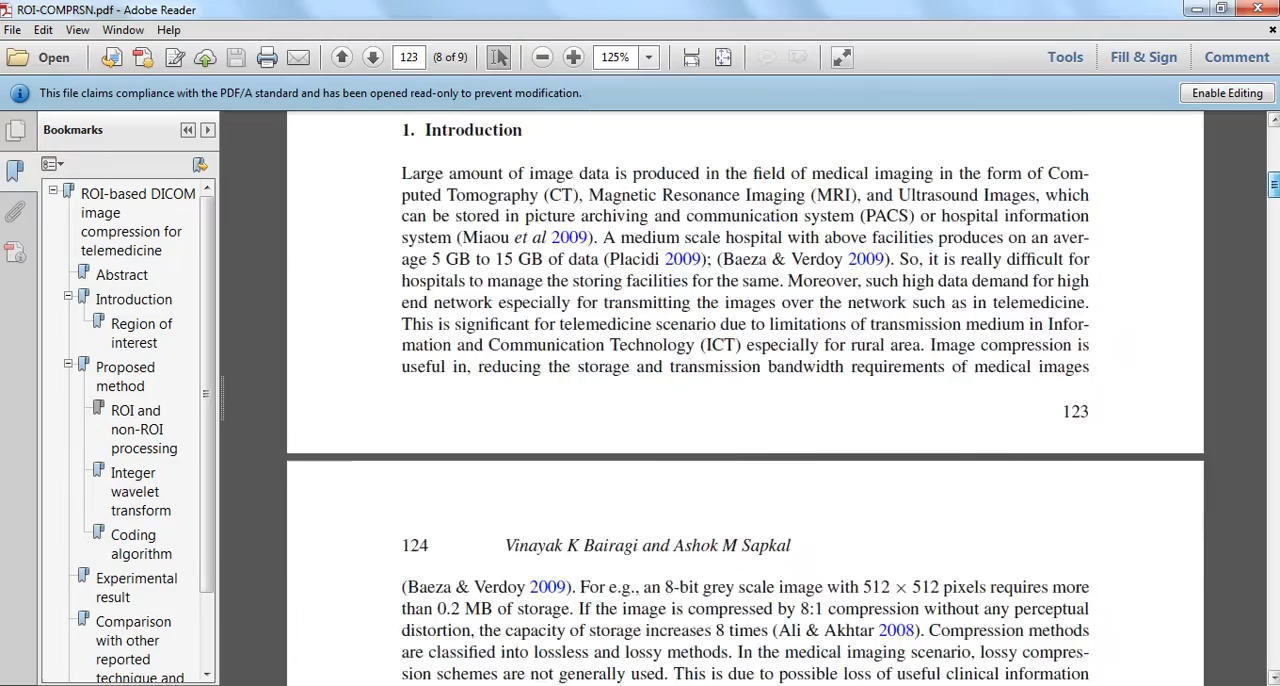 ROI-COMPRSN.pdf - Adobe Reader
File Edit View Window Help
Open 123 (8 of 9) 125% Tools Fill & Sign Comment
This file claims compliance with the PDF/A standard and has been opened read-only to prevent modification. Enable Editing
Bookmarks
ROI-based DICOM
image
compression for
telemedicine
Abstract
Introduction
Region of
interest
Proposed
method
ROI and
non-ROI
processing
Integer
wavelet
transform
Coding
algorithm
Experimental
result
Comparison
with other
reported
technique and
1. Introduction
Large amount of image data is produced in the field of medical imaging in the form of Com-
puted Tomography (CT), Magnetic Resonance Imaging (MRI), and Ultrasound Images, which
can be stored in picture archiving and communication system (PACS) or hospital information
system (Miaou et al 2009). A medium scale hospital with above facilities produces on an aver-
age 5 GB to 15 GB of data (Placidi 2009); (Baeza & Verdoy 2009). So, it is really difficult for
hospitals to manage the storing facilities for the same. Moreover, such high data demand for high
end network especially for transmitting the images over the network such as in telemedicine.
This is significant for telemedicine scenario due to limitations of transmission medium in Infor-
mation and Communication Technology (ICT) especially for rural area. Image compression is
useful in, reducing the storage and transmission bandwidth requirements of medical images
123
124 Vinayak K Bairagi and Ashok M Sapkal
(Baeza & Verdoy 2009). For e.g., an 8-bit grey scale image with 512 × 512 pixels requires more
than 0.2 MB of storage. If the image is compressed by 8:1 compression without any perceptual
distortion, the capacity of storage increases 8 times (Ali & Akhtar 2008). Compression methods
are classified into lossless and lossy methods. In the medical imaging scenario, lossy compres-
sion schemes are not generally used. This is due to possible loss of useful clinical information